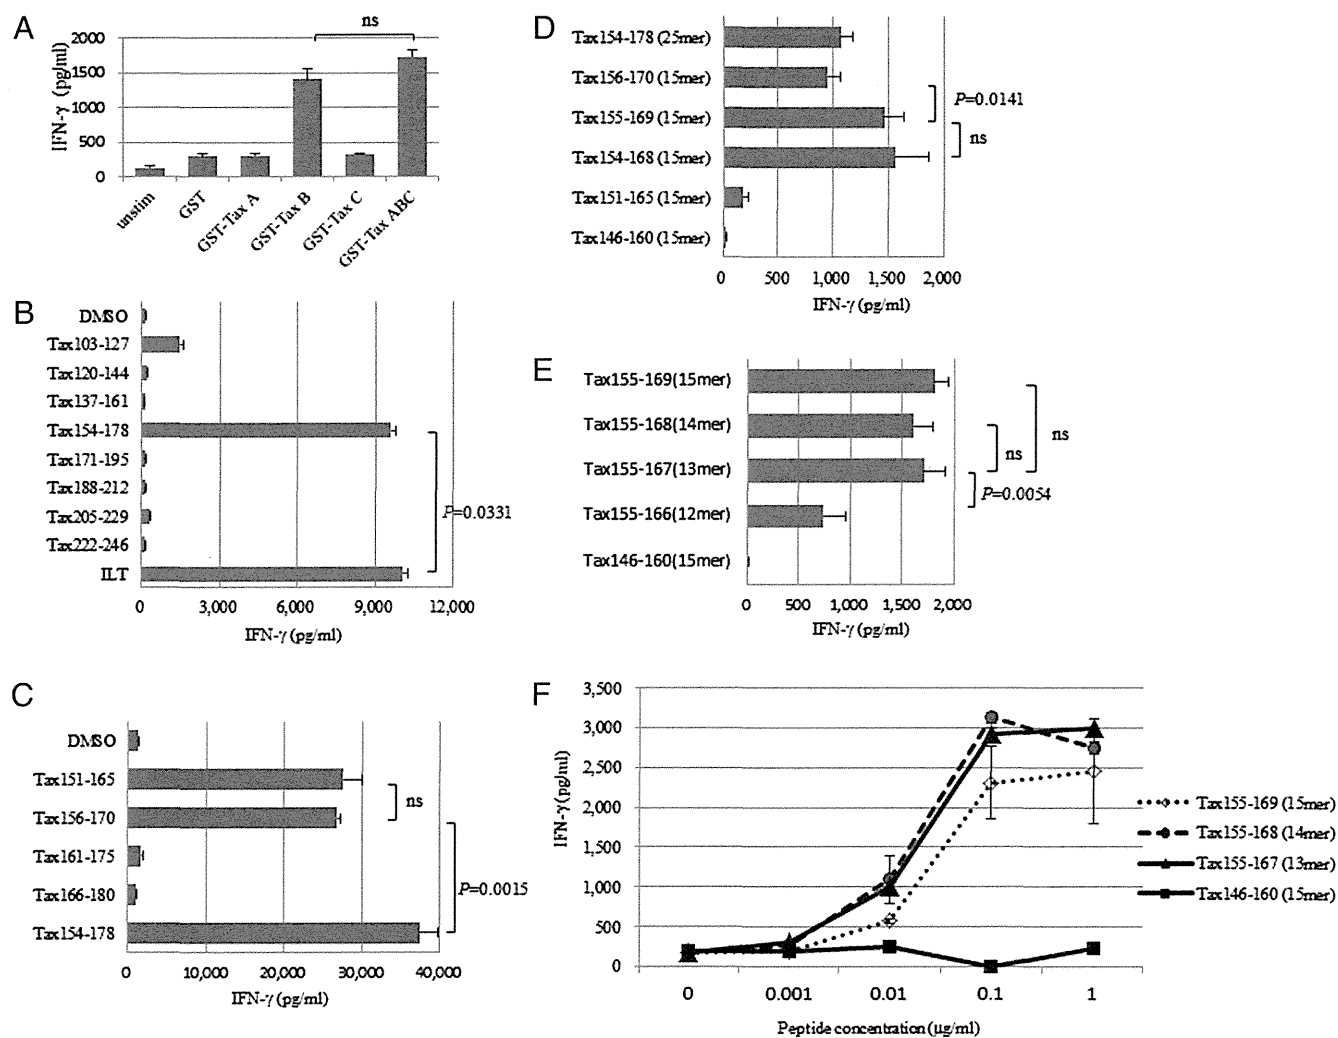 A
ns
IFN-γ (pg/ml)
2000
1500
1000
500
0
unstim
GST
GST-Tax A
GST-Tax B
GST-Tax C
GST-Tax ABC
B
DMSO
Tax103-127
Tax120-144
Tax137-161
Tax154-178
Tax171-195
Tax188-212
Tax205-229
Tax222-246
ILT
P=0.0331
0 3,000 6,000 9,000 12,000
IFN-γ (pg/ml)
C
DMSO
Tax151-165
Tax156-170
Tax161-175
Tax166-180
Tax154-178
ns
P=0.0015
0 10,000 20,000 30,000 40,000
IFN-γ (pg/ml)
D
Tax154-178 (25mer)
Tax156-170 (15mer)
Tax155-169 (15mer)
Tax154-168 (15mer)
Tax151-165 (15mer)
Tax146-160 (15mer)
P=0.0141
ns
0 500 1,000 1,500 2,000
IFN-γ (pg/ml)
E
Tax155-169(15mer)
Tax155-168(14mer)
Tax155-167(13mer)
Tax155-166(12mer)
Tax146-160(15mer)
ns
ns
P=0.0054
0 500 1,000 1,500 2,000
IFN-γ (pg/ml)
F
IFN-γ (pg/ml)
3,500
3,000
2,500
2,000
1,500
1,000
500
0
0 0.001 0.01 0.1 1
Peptide concentration (µg/ml)
Tax155-169 (15mer)
Tax155-168 (14mer)
Tax155-167 (13mer)
Tax146-160 (15mer)